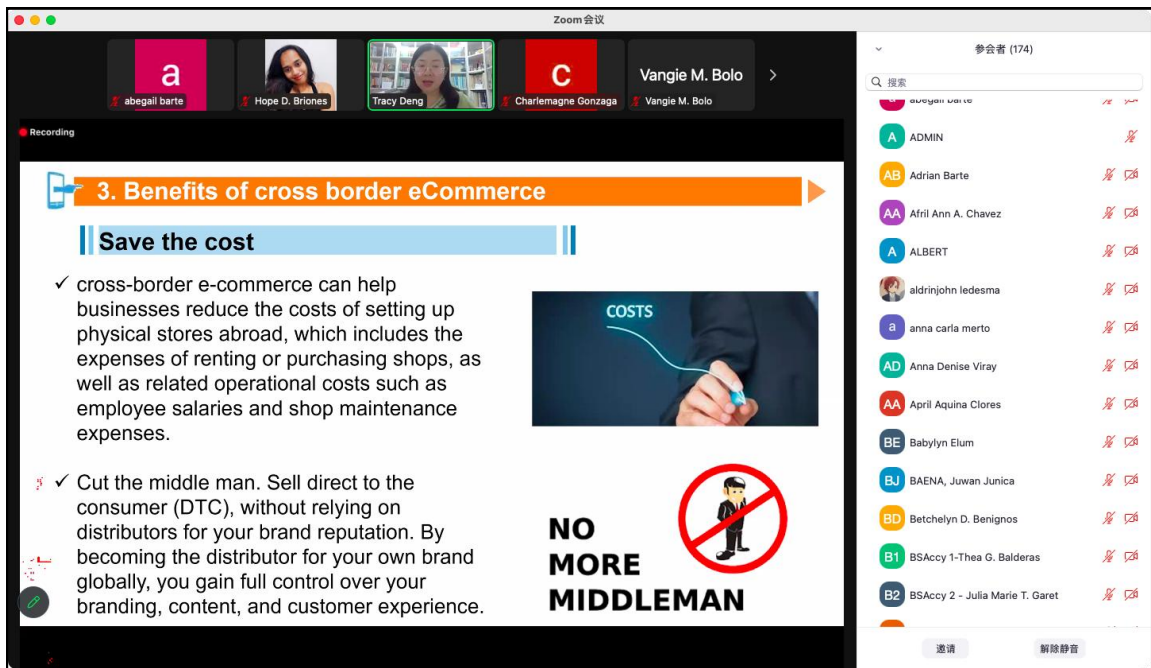 Zoom会议
a
abegail barte
Hope D. Briones
Tracy Deng
C
Charlemagne Gonzaga
Vangie M. Bolo
Vangie M. Bolo
Recording
3. Benefits of cross border eCommerce
Save the cost
✓ cross-border e-commerce can help
businesses reduce the costs of setting up
physical stores abroad, which includes the
expenses of renting or purchasing shops, as
well as related operational costs such as
employee salaries and shop maintenance
expenses.
COSTS
✓ Cut the middle man. Sell direct to the
consumer (DTC), without relying on
distributors for your brand reputation. By
becoming the distributor for your own brand
globally, you gain full control over your
branding, content, and customer experience.
NO
MORE
MIDDLEMAN
参会者 (174)
搜索
abegail barte
A ADMIN
AB Adrian Barte
AA Afril Ann A. Chavez
A ALBERT
aldrinjohn ledesma
a anna carla merto
AD Anna Denise Viray
AA April Aquina Clores
BE Babylyn Elum
BJ BAENA, Juwan Junica
BD Betchelyn D. Benignos
B1 BSAccy 1-Thea G. Balderas
B2 BSAccy 2 - Julia Marie T. Garet
邀请
解除静音